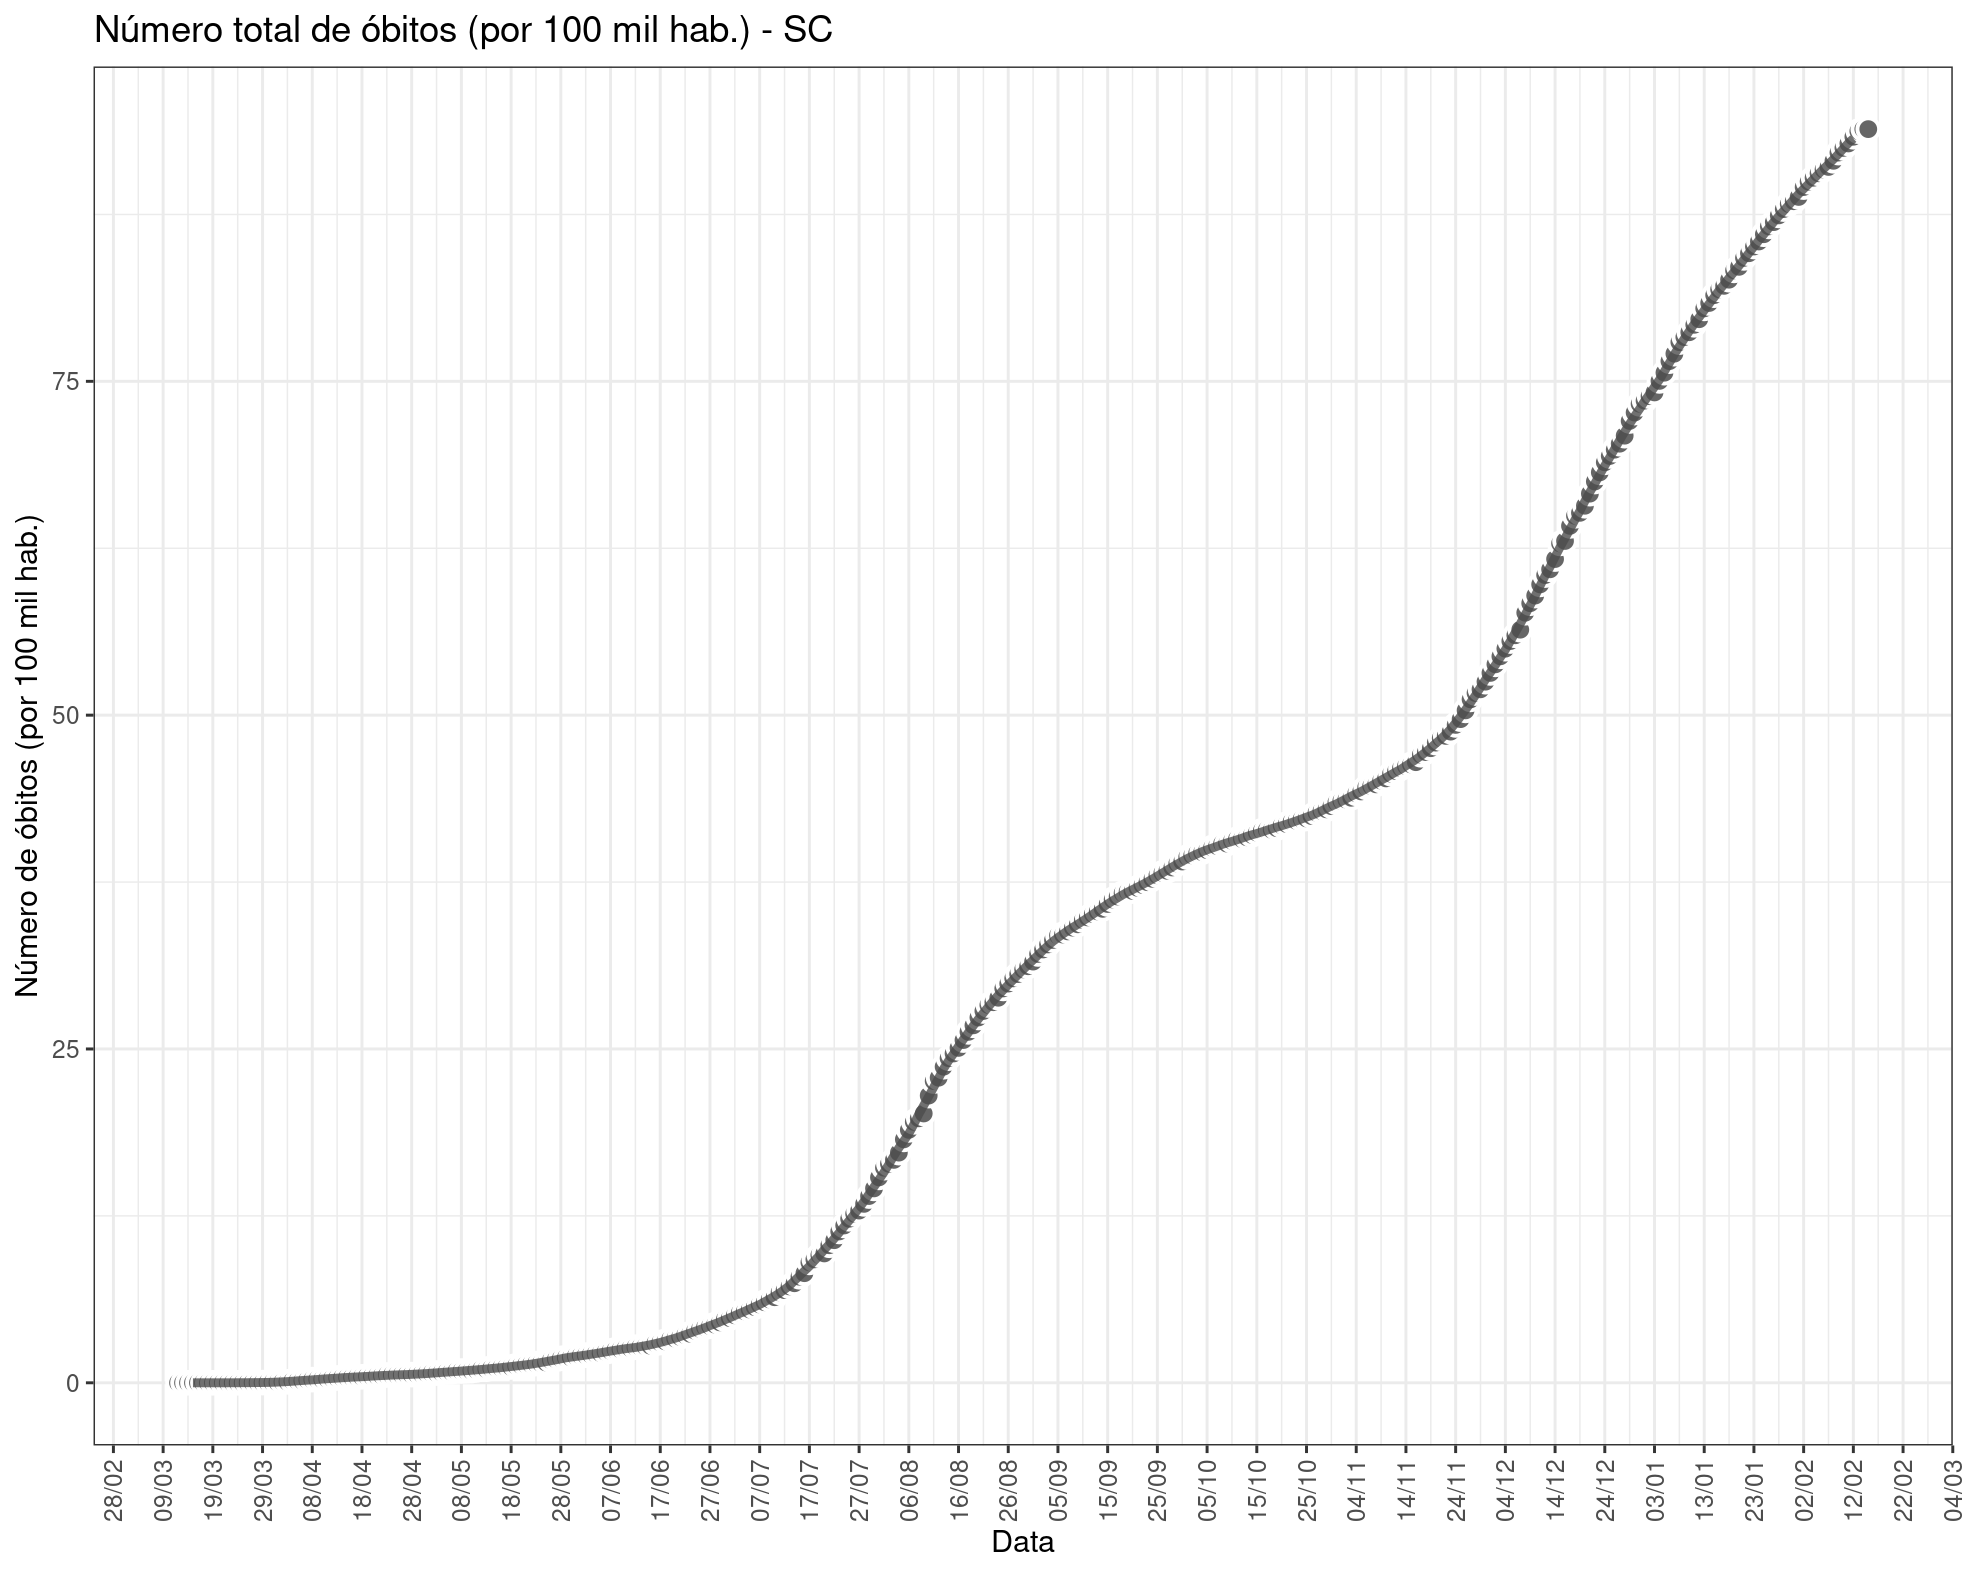 Número total de óbitos (por 100 mil hab.) - SC
Número de óbitos (por 100 mil hab.)
75
50
25
0
28/02 09/03 19/03 29/03 08/04 18/04 28/04 08/05 18/05 28/05 07/06 17/06 27/06 07/07 17/07 27/07 06/08 16/08 26/08 05/09 15/09 25/09 05/10 15/10 25/10 04/11 14/11 24/11 04/12 14/12 24/12 03/01 13/01 23/01 02/02 12/02 22/02 04/03
Data